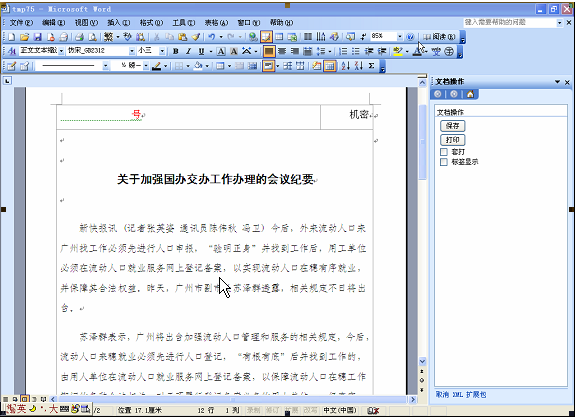 tmp75 - Microsoft Word
文件(F) 编辑(E) 视图(V) 插入(I) 格式(O) 工具(T) 表格(A) 窗口(W) 帮助(H) 键入需要帮助的问题
85% 阅读(R)
正文文本缩进 仿宋_GB2312 小三 B I U A
文档操作
文档操作
保存
打印
套打
标签显示
号 机密
关于加强国办交办工作办理的会议纪要
新快报讯 (记者张英姿 通讯员陈伟秋 冯卫) 今后,外来流动人口来
广州找工作必须先进行人口申报,“验明正身”并找到工作后,用工单位
必须在流动人口就业服务网上登记备案,以实现流动人口在穗有序就业,
并保障其合法权益。昨天,广州市副市 苏泽群透露,相关规定不日将出
台。
苏泽群表示,广州将出台加强流动人口管理和服务的相关规定,今后,
流动人口来穗就业必须先进行人口登记,“有根有底”后并找到工作的,
由用人单位在流动人口就业服务网上登记备案,以保障流动人口在穗工作
取消 XML 扩展包
英 大 /2 位置 17.1厘米 12 行 1 列 录制 修订 扩展 改写 中文(中国)